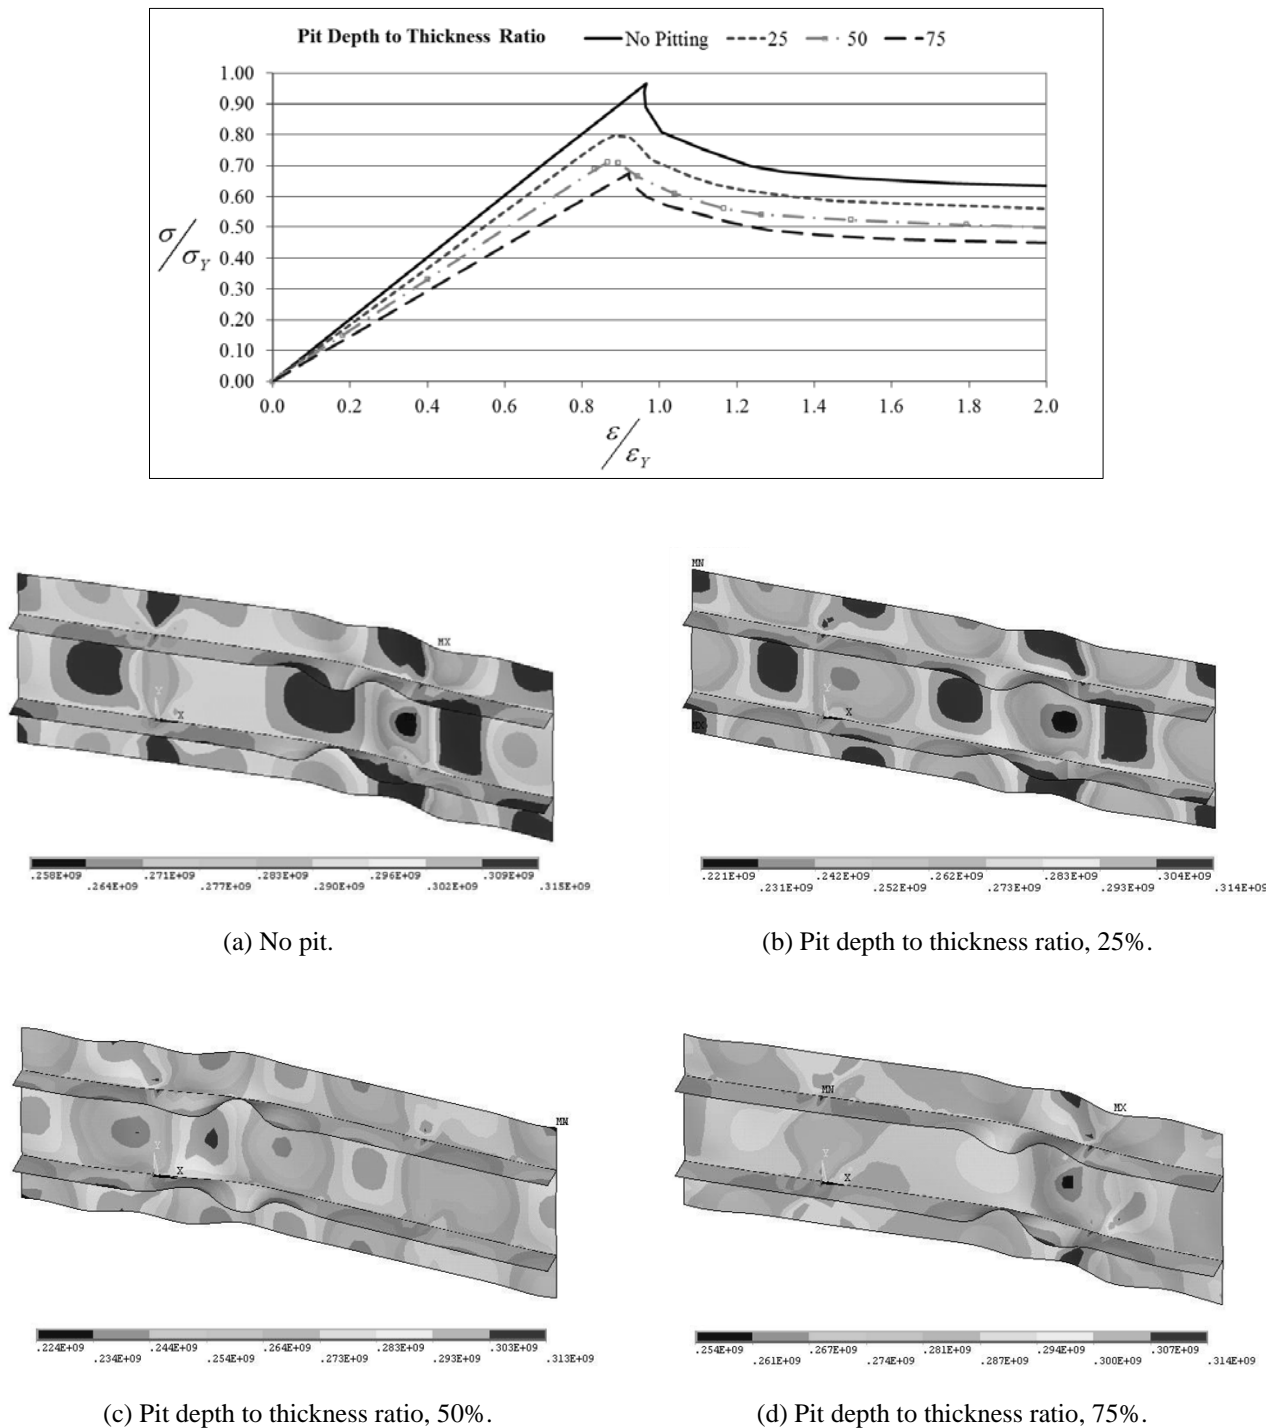 Pit Depth to Thickness Ratio No Pitting 25 50 75
1.00
0.90
0.80
0.70
0.60
0.50
0.40
0.30
0.20
0.10
0.00
σ/σY
0.0 0.2 0.4 0.6 0.8 1.0 1.2 1.4 1.6 1.8 2.0
ε/εY
MX
Y
X
.258E+09 .271E+09 .283E+09 .296E+09 .309E+09
.264E+09 .277E+09 .290E+09 .302E+09 .315E+09
(a) No pit.
MN
Y
X
MX
.221E+09 .242E+09 .262E+09 .283E+09 .304E+09
.231E+09 .252E+09 .273E+09 .293E+09 .314E+09
(b) Pit depth to thickness ratio, 25%.
MN
Y
X
.224E+09 .244E+09 .264E+09 .283E+09 .303E+09
.234E+09 .254E+09 .273E+09 .293E+09 .313E+09
(c) Pit depth to thickness ratio, 50%.
MN
MX
Y
X
.254E+09 .267E+09 .281E+09 .294E+09 .307E+09
.261E+09 .274E+09 .287E+09 .300E+09 .314E+09
(d) Pit depth to thickness ratio, 75%.